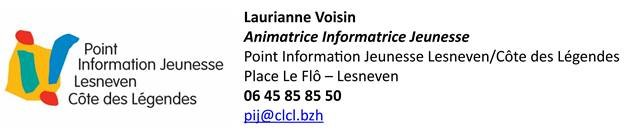 Point
Information Jeunesse
Lesneven
Côte des Légendes
Laurianne Voisin
Animatrice Informatrice Jeunesse
Point Information Jeunesse Lesneven/Côte des Légendes
Place Le Flô – Lesneven
06 45 85 85 50
pij@clcl.bzh